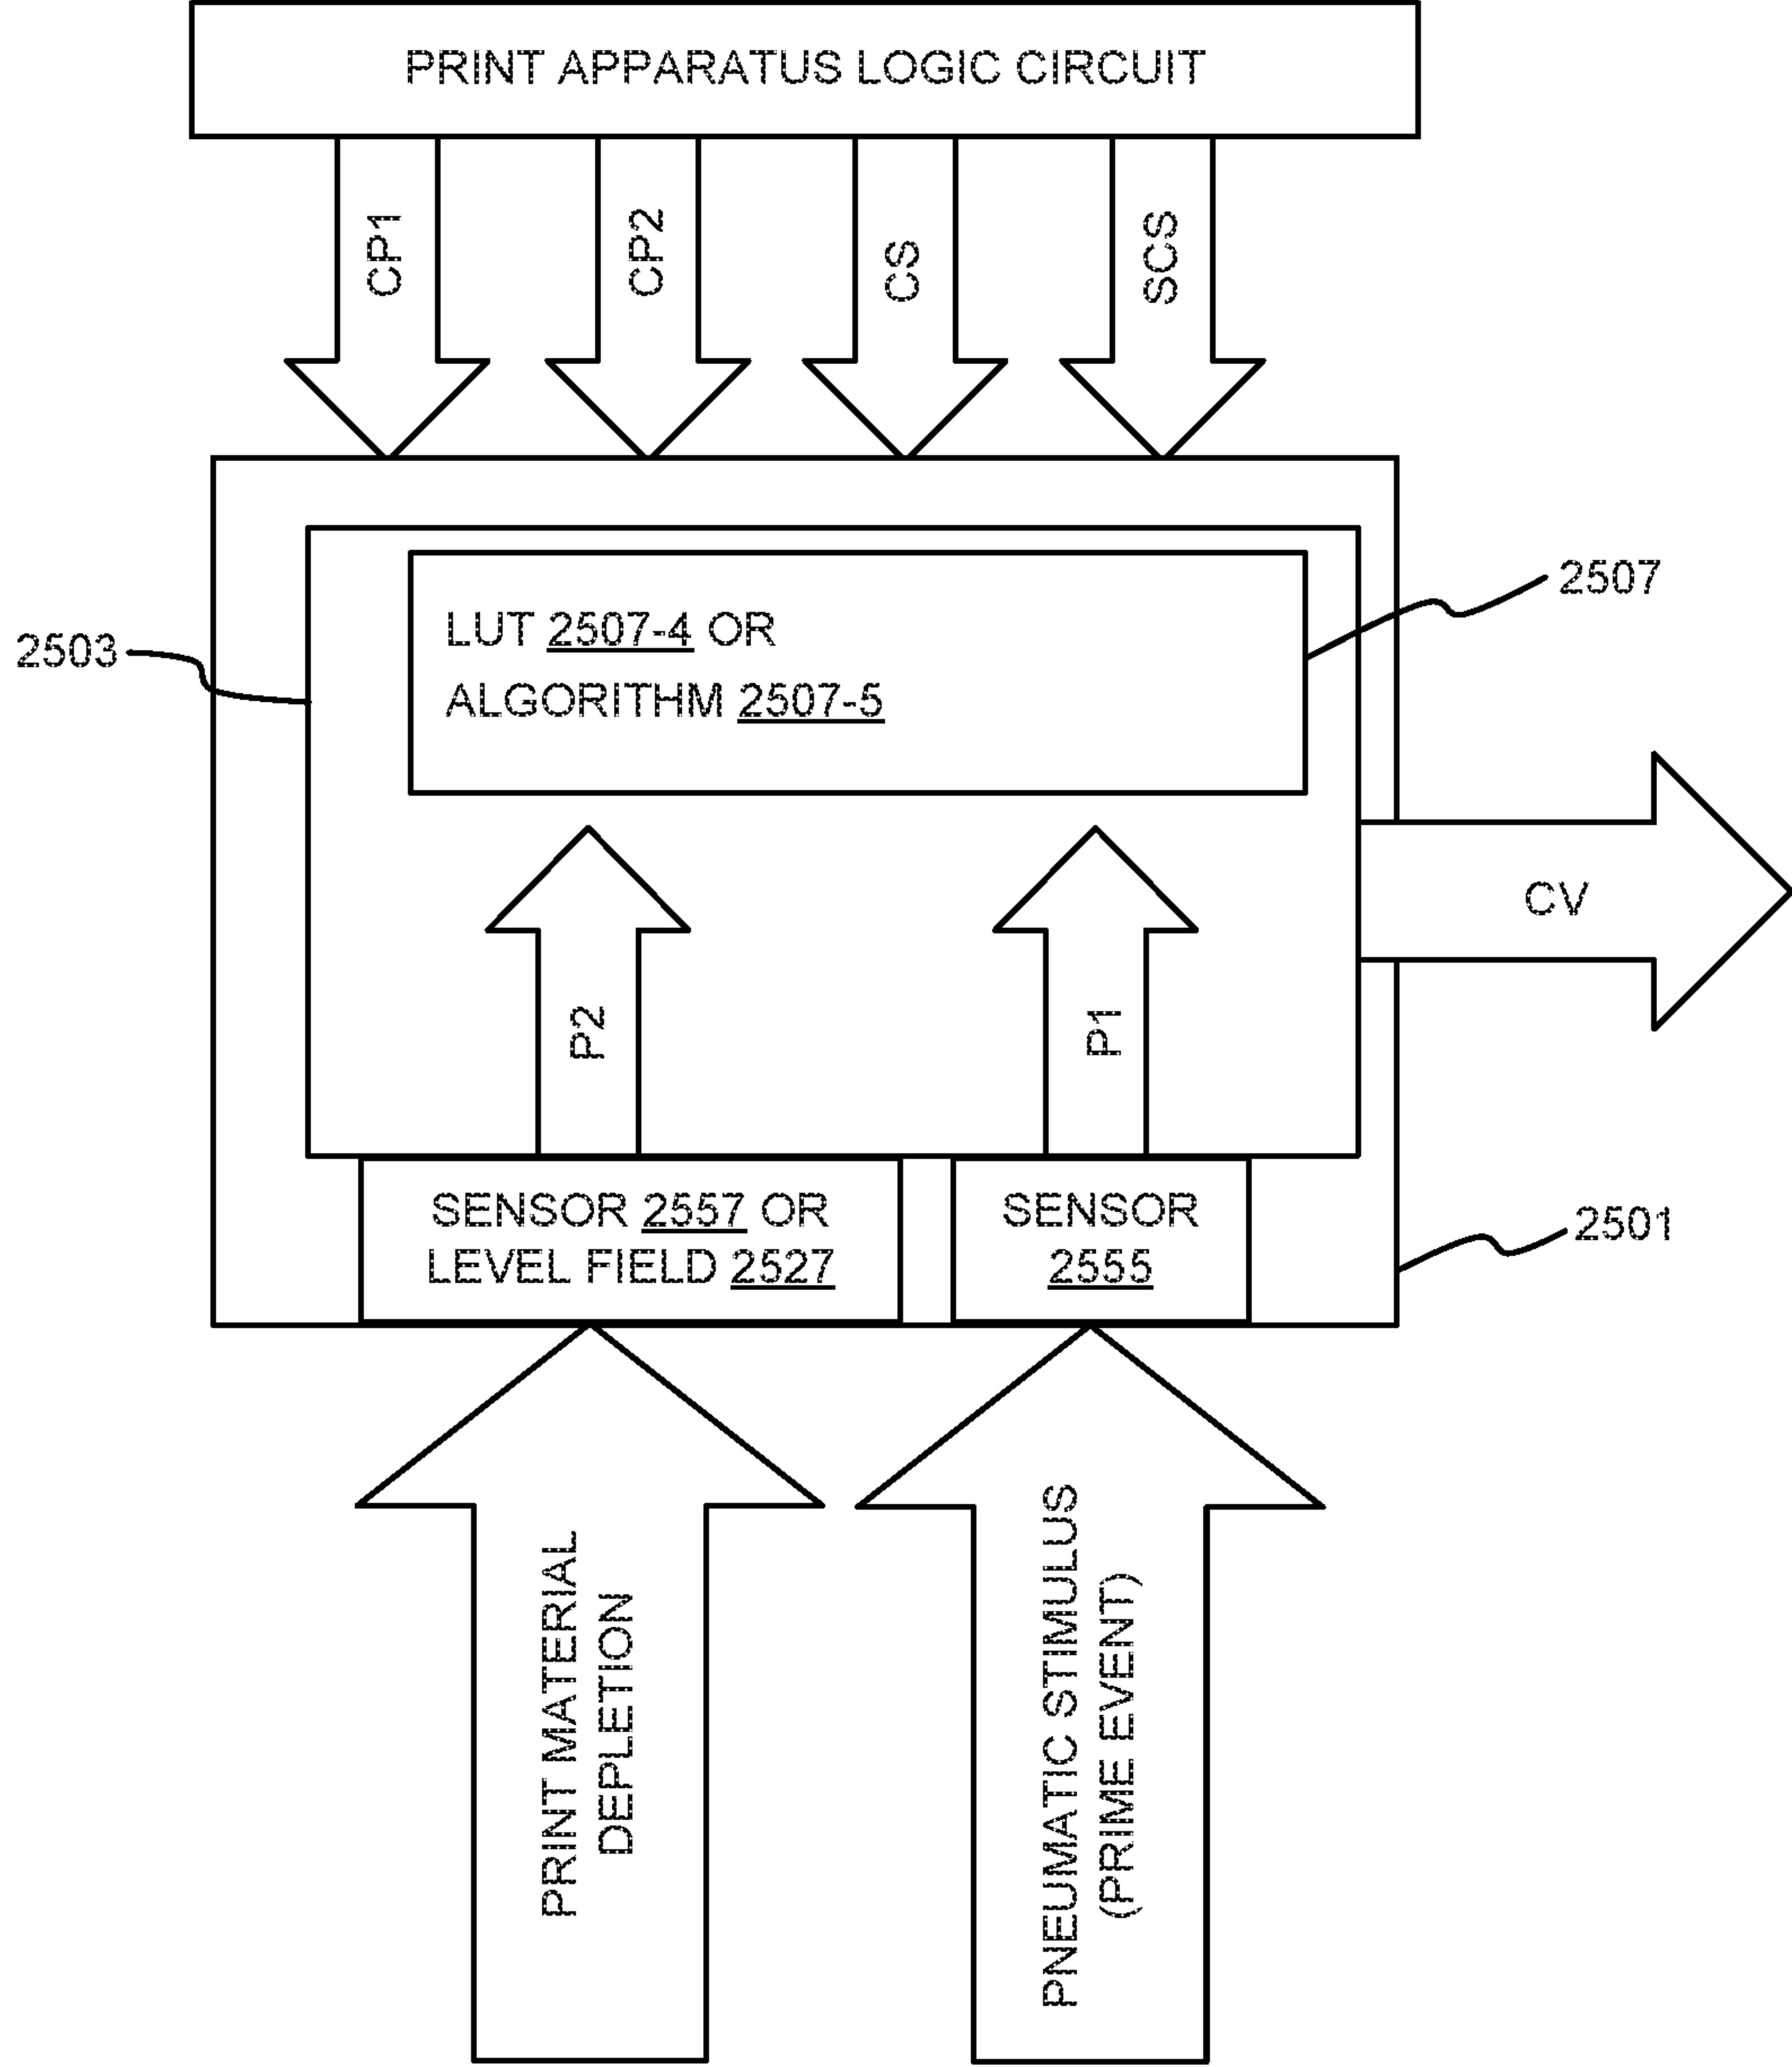 PRINT APPARATUS LOGIC CIRCUIT
CP1
CP2
CS
SCS
2507
LUT 2507-4 OR
ALGORITHM 2507-5
2503
CV
P2
P1
SENSOR 2557 OR
LEVEL FIELD 2527
SENSOR
2555
2501
PRINT MATERIAL
DEPLETION
PNEUMATIC STIMULUS
(PRIME EVENT)